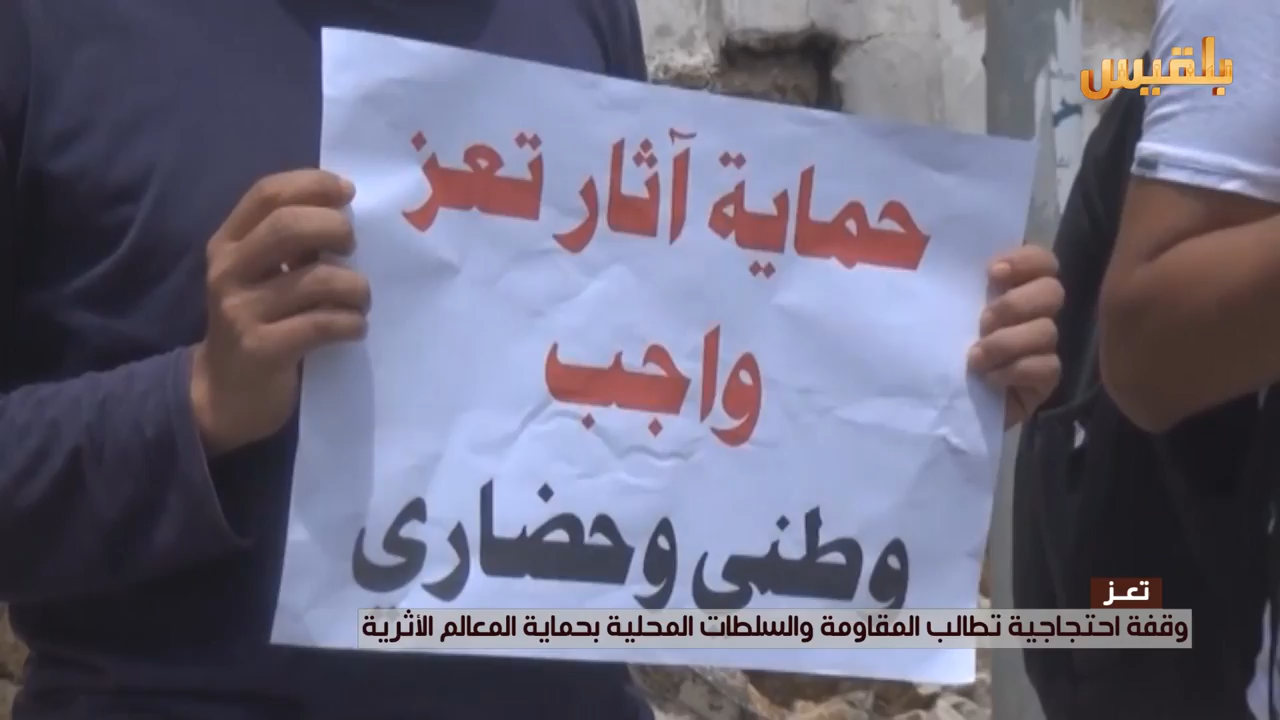 بلقيس
حماية آثار تعز
واجب
وطني وحضاري
تعز
وقفة احتجاجية تطالب المقاومة والسلطات المحلية بحماية المعالم الأثرية